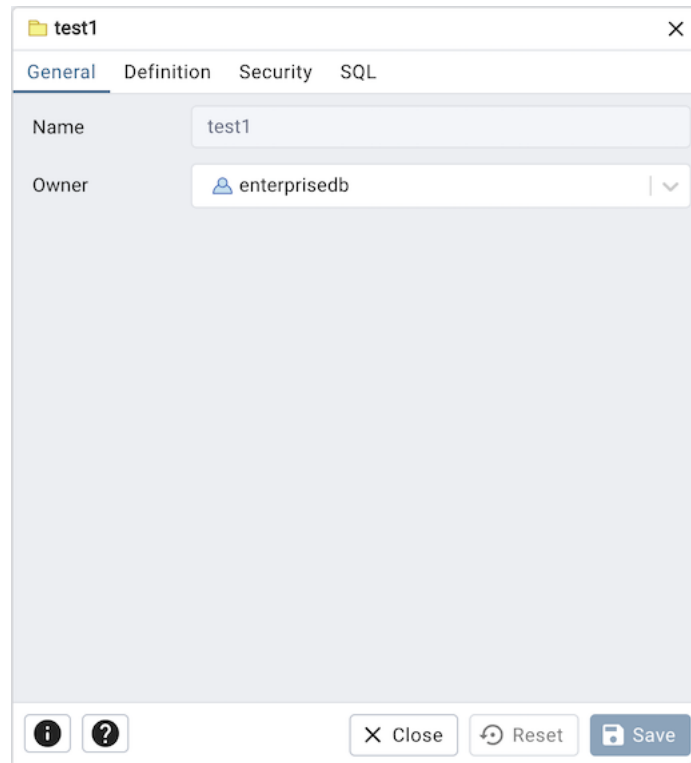 test1
General Definition Security SQL
Name test1
Owner enterprisedb
Close Reset Save